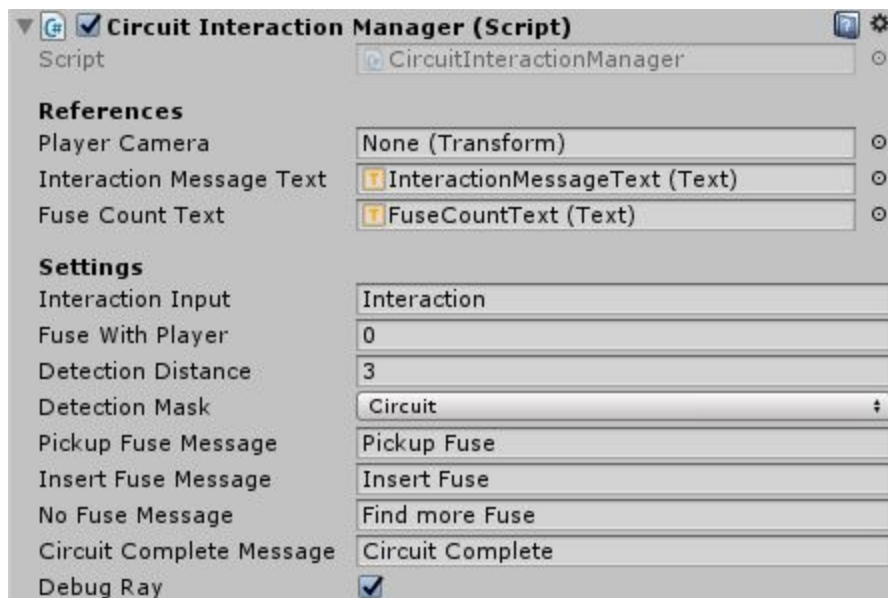 Circuit Interaction Manager (Script)
Script CircuitInteractionManager
References
Player Camera None (Transform)
Interaction Message Text InteractionMessageText (Text)
Fuse Count Text FuseCountText (Text)
Settings
Interaction Input Interaction
Fuse With Player 0
Detection Distance 3
Detection Mask Circuit
Pickup Fuse Message Pickup Fuse
Insert Fuse Message Insert Fuse
No Fuse Message Find more Fuse
Circuit Complete Message Circuit Complete
Debug Ray